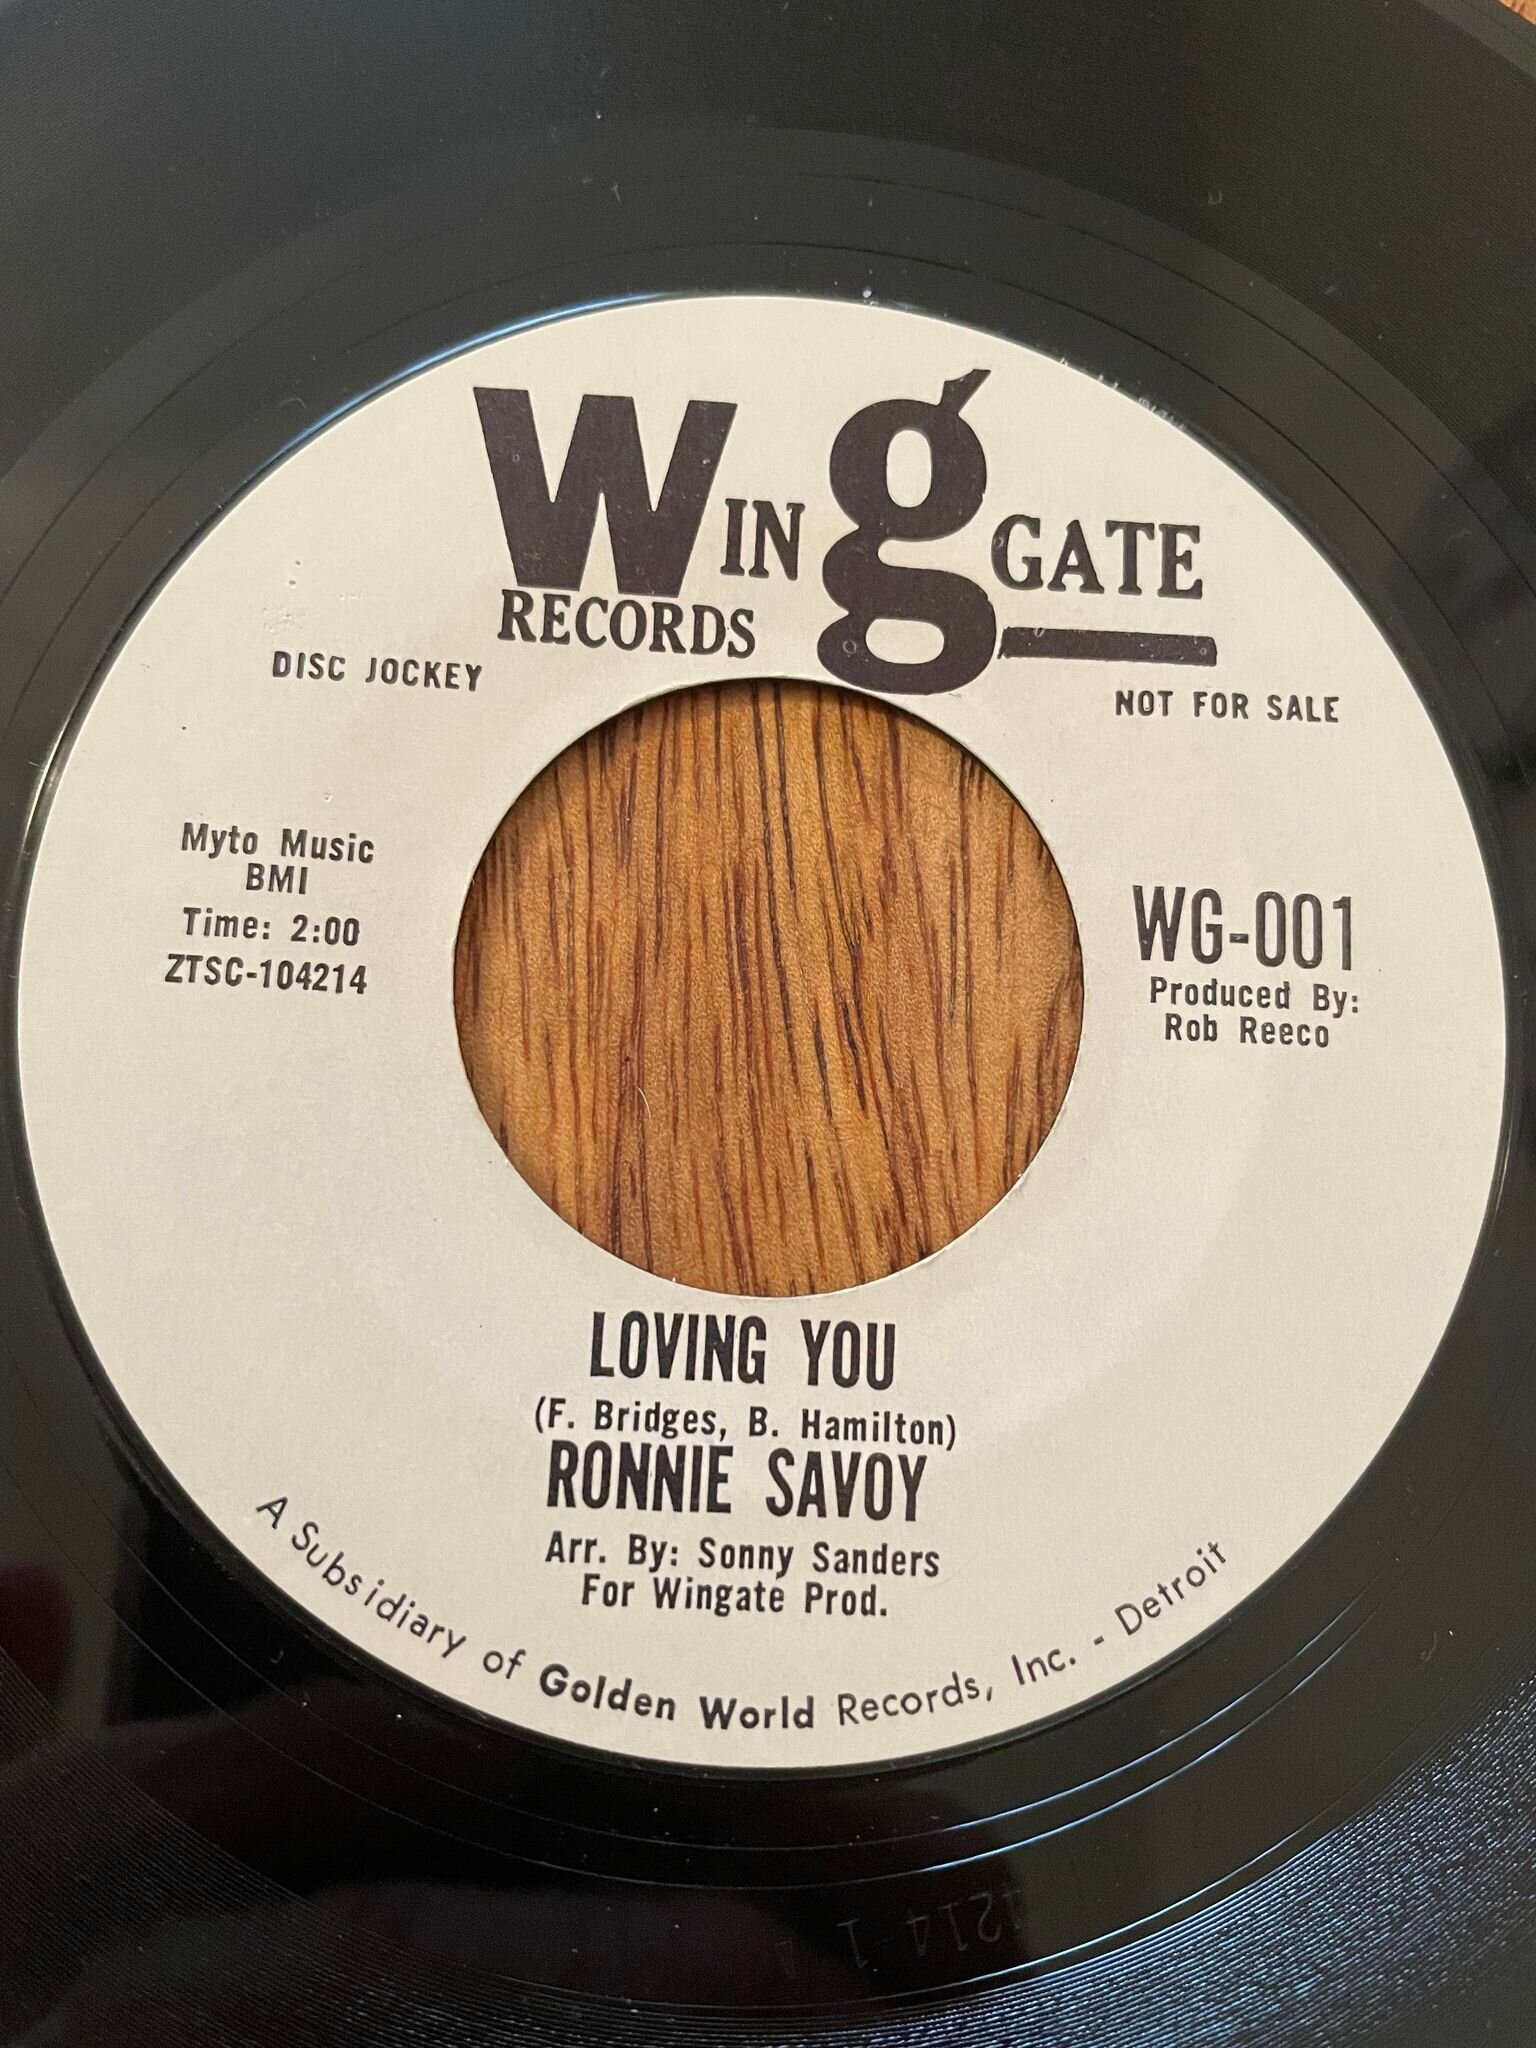 WinGGATE
RECORDS
DISC JOCKEY
NOT FOR SALE
Myto Music
BMI
Time: 2:00
ZTSC-104214
WG-001
Produced By:
Rob Reeco
LOVING YOU
(F. Bridges, B. Hamilton)
RONNIE SAVOY
Arr. By: Sonny Sanders
For Wingate Prod.
A Subsidiary of Golden World Records, Inc. - Detroit